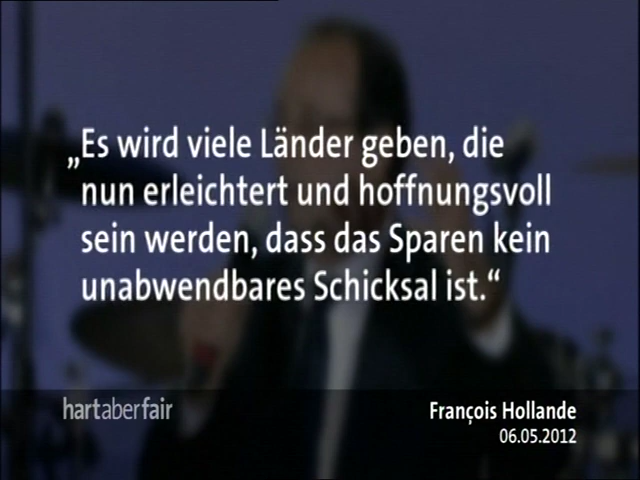 „Es wird viele Länder geben, die
nun erleichtert und hoffnungsvoll
sein werden, dass das Sparen kein
unabwendbares Schicksal ist.“
hartaberfair
François Hollande
06.05.2012